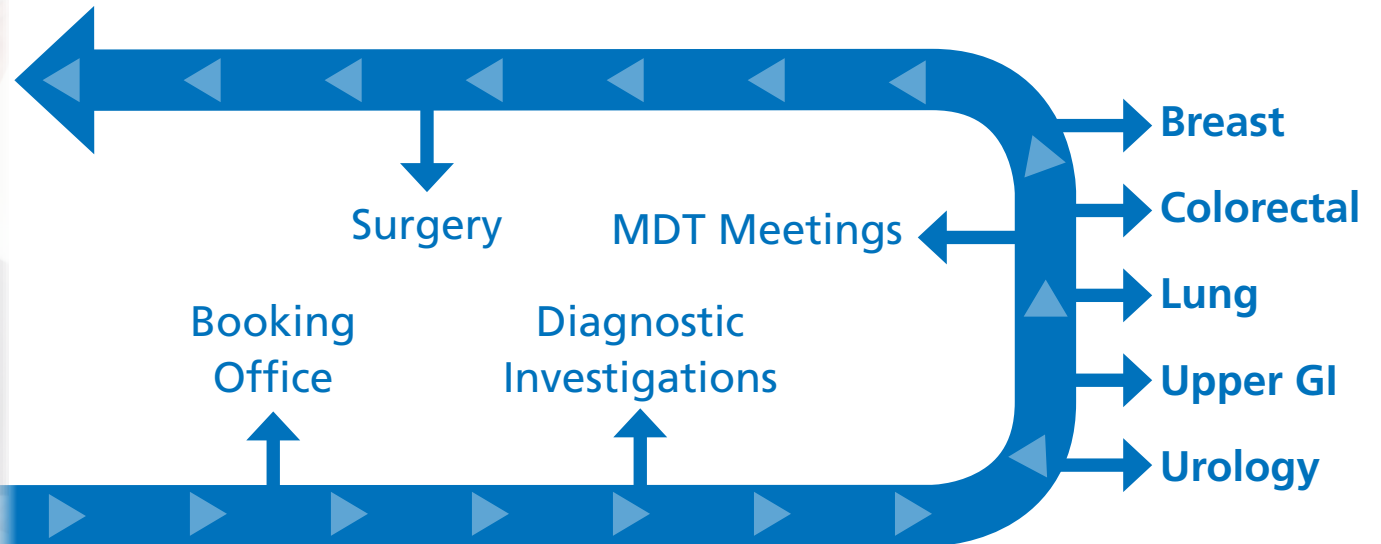 Breast
Colorectal
Surgery
MDT Meetings
Lung
Booking
Office
Diagnostic
Investigations
Upper GI
Urology